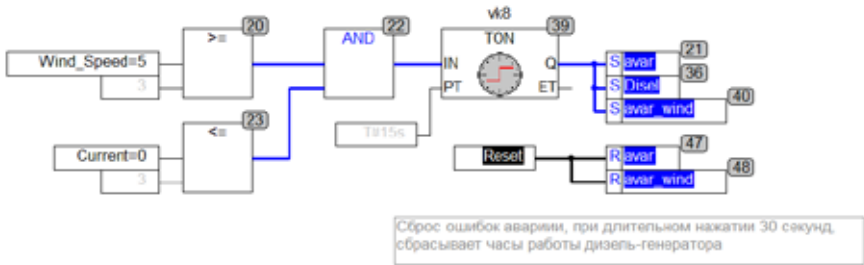 vk8
20
22
39
>=
AND
TON
21
Wind_Speed=5
IN
Q
S avar
36
3
PT
ET
S Disel
40
23
S avar_wind
<=
T#15s
47
Current=0
Reset
R avar
48
3
R avar_wind
Сброс ошибок авариии, при длительном нажатии 30 секунд,
сбрасывает часы работы дизель-генератора